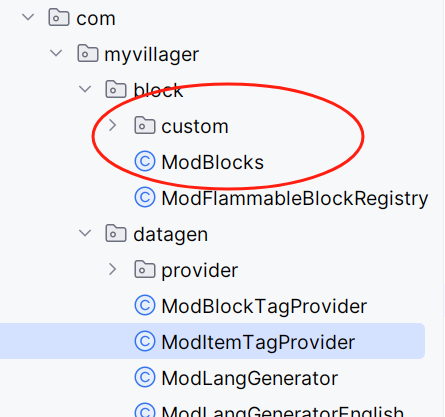 com
myvillager
block
custom
ModBlocks
ModFlammableBlockRegistry
datagen
provider
ModBlockTagProvider
ModItemTagProvider
ModLangGenerator
ModLangGeneratorEnglish